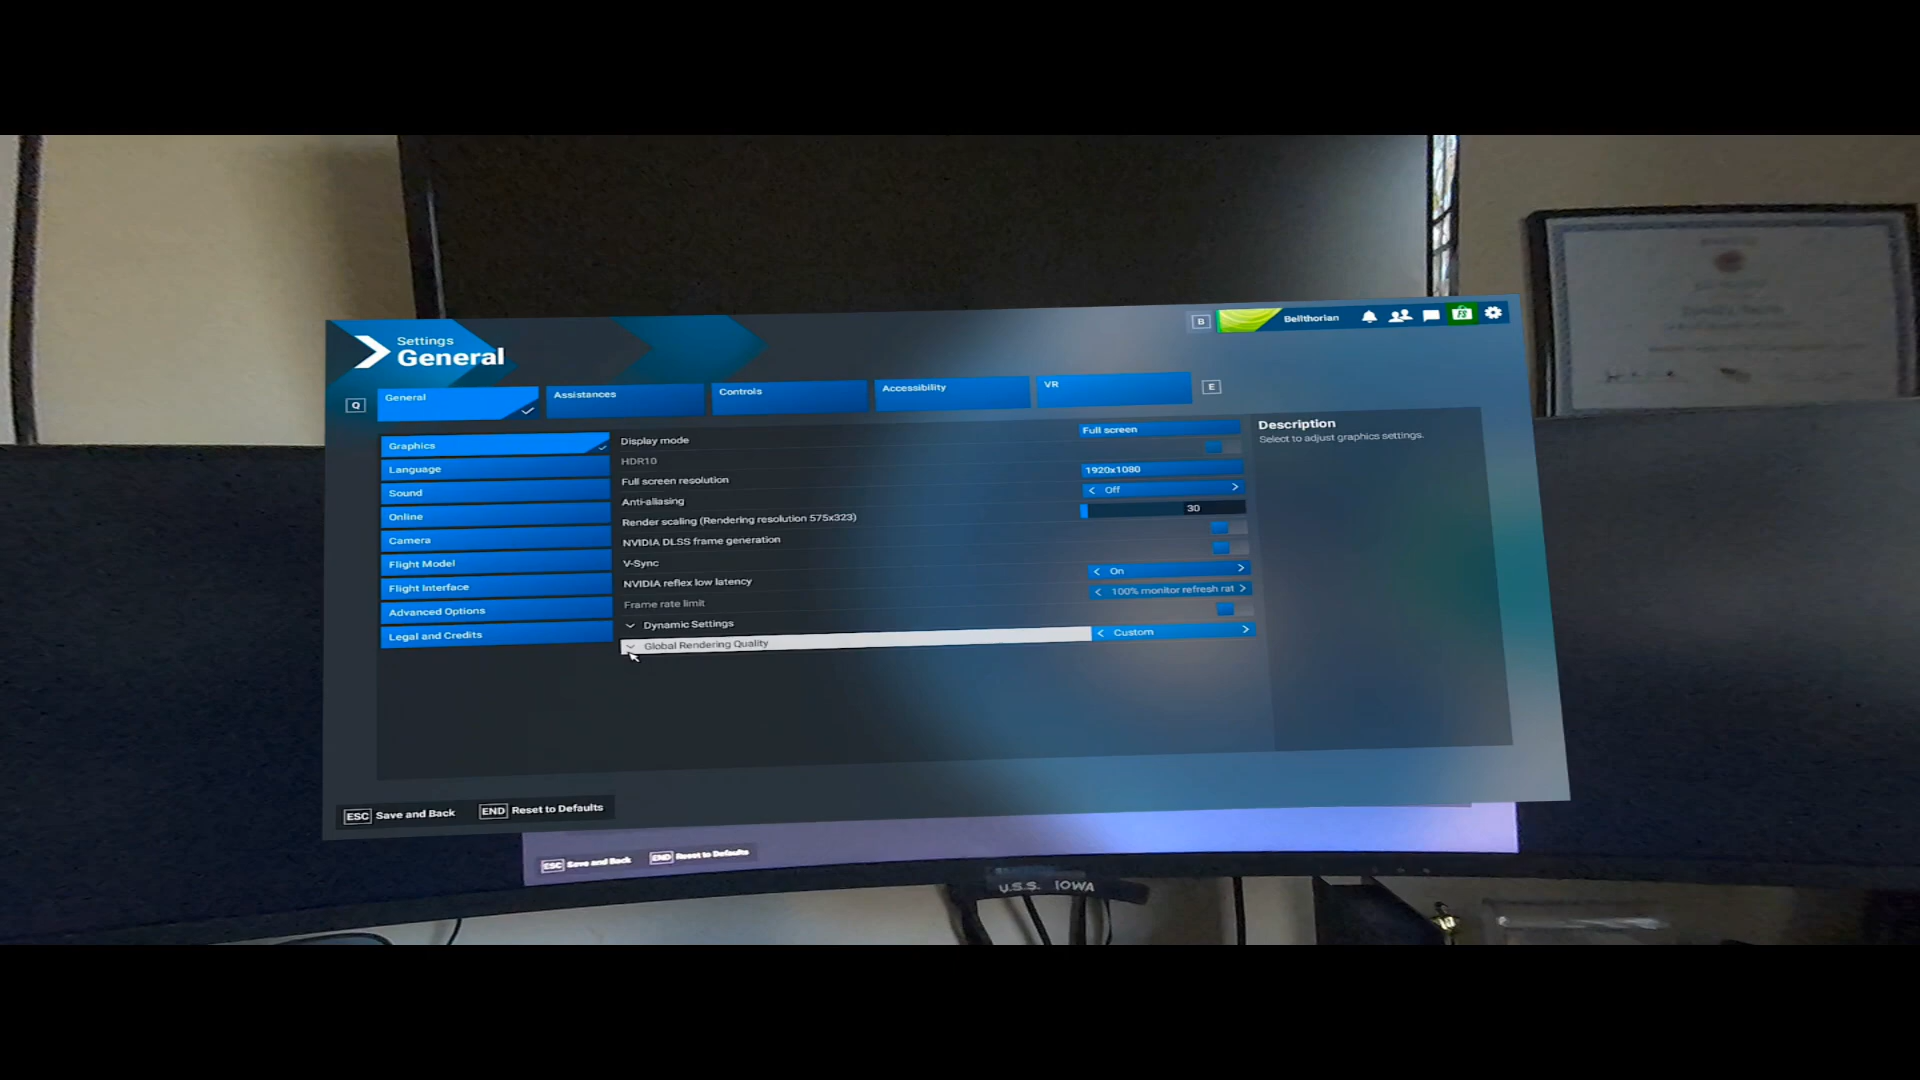 Settings
General
B
Bellthorian
FS
Q
General
Assistances
Controls
Accessibility
VR
E
Graphics
Language
Sound
Online
Camera
Flight Model
Flight Interface
Advanced Options
Legal and Credits
Display mode
Full screen
HDR10
Full screen resolution
1920x1080
Anti-aliasing
< Off >
Render scaling (Rendering resolution 575x323)
30
NVIDIA DLSS frame generation
V-Sync
NVIDIA reflex low latency
< On >
Frame rate limit
< 100% monitor refresh rat >
Dynamic Settings
Global Rendering Quality
< Custom >
Description
Select to adjust graphics settings.
ESC Save and Back
END Reset to Defaults
ESC Save and Back
END Reset to Defaults
U.S.S. IOWA